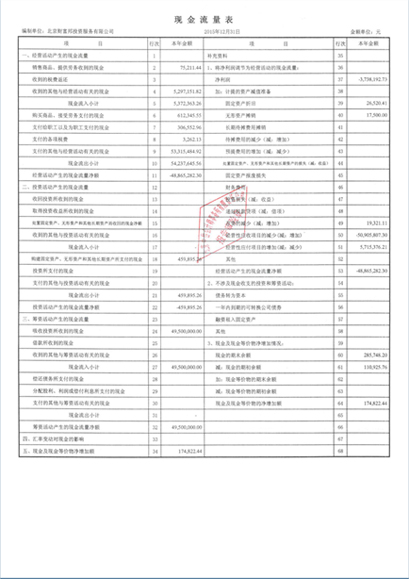 现金流量表
编制单位：北京财富邦投资服务有限公司 2015年12月31日 金额单位：元
项 目 行次 本年金额 项 目 行次 本年金额
一、经营活动产生的现金流量 1 补充资料 35
销售商品、提供劳务收到的现金 2 75,211.44 1、将净利润调节为经营活动的现金流量： 36
收到的税费返还 3 净利润 37 -3,738,192.73
收到的其他与经营活动有关的现金 4 5,297,151.82 加：计提的资产减值准备 38
现金流入小计 5 5,372,363.26 固定资产折旧 39 26,520.41
购买商品、接受劳务支付的现金 6 612,345.55 无形资产摊销 40 17,500.00
支付给职工以及为职工支付的现金 7 306,552.96 长期待摊费用摊销 41
支付的各项税费 8 3,262.13 待摊费用的减少（减：增加） 42
支付的其他与经营活动有关的现金 9 53,315,484.92 预提费用的增加（减：减少） 43
现金流出小计 10 54,237,645.56 处置固定资产、无形资产和其他长期资产的损失（减：收益） 44
经营活动产生的现金流量净额 11 -48,865,282.30 固定资产报废损失 45
二、投资活动产生的现金流量 12 财务费用 46
收回投资所收到的现金 13 投资损失（减：收益） 47
取得投资收益所收到的现金 14 递延税款贷项（减：借项） 48
处置固定资产、无形资产和其他长期资产所收回的现金净额 15 存货的减少（减：增加） 49 19,321.11
收到的其他与投资活动有关的现金 16 经营性应收项目的减少（减：增加） 50 -50,905,807.30
现金流入小计 17 经营性应付项目的增加（减：减少） 51 5,715,376.21
购建固定资产、无形资产和其他长期资产所支付的现金 18 459,895.26 其他 52
投资所支付的现金 19 经营活动产生的现金流量净额 53 -48,865,282.30
支付的其他与投资活动有关的现金 20 2、不涉及现金收支的投资和筹资活动： 54
现金流出小计 21 459,895.26 债务转为资本 55
投资活动产生的现金流量净额 22 -459,895.26 一年内到期的可转换公司债券 56
三、筹资活动产生的现金流量 23 融资租入固定资产 57
吸收投资所收到的现金 24 49,500,000.00 其他 58
借款所收到的现金 25 3、现金及现金等价物净增加情况： 59
收到的其他与筹资活动有关的现金 26 现金的期末余额 60 285,748.20
现金流入小计 27 49,500,000.00 减：现金的期初余额 61 110,925.76
偿还债务所支付的现金 28 加：现金等价物的期末余额 62
分配股利、利润或偿付利息所支付的现金 29 减：现金等价物的期初余额 63
支付的其他与筹资活动有关的现金 30 现金及现金等价物的净增加额 64 174,822.44
现金流出小计 31 - 65
筹资活动产生的现金流量净额 32 49,500,000.00 66
四、汇率变动对现金的影响 33 67
五、现金及现金等价物净增加额 34 174,822.44 68